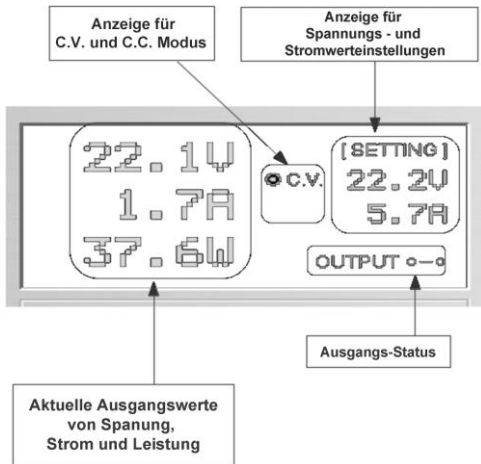 Anzeige für
C.V. und C.C. Modus
Anzeige für
Spannungs - und
Stromwerteinstellungen
22.1V
1.7A
37.6W
C.V.
[SETTING]
22.2V
5.7A
OUTPUT
Ausgangs-Status
Aktuelle Ausgangswerte
von Spanung,
Strom und Leistung